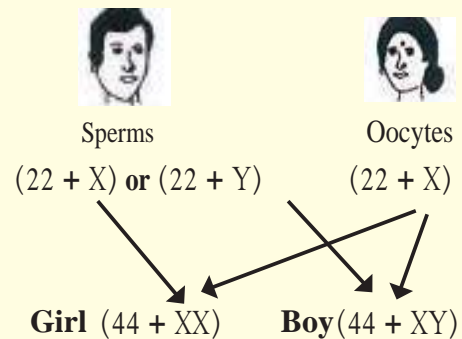 Sperms Oocytes
(22 + X) or (22 + Y) (22 + X)
Girl (44 + XX) Boy(44 + XY)